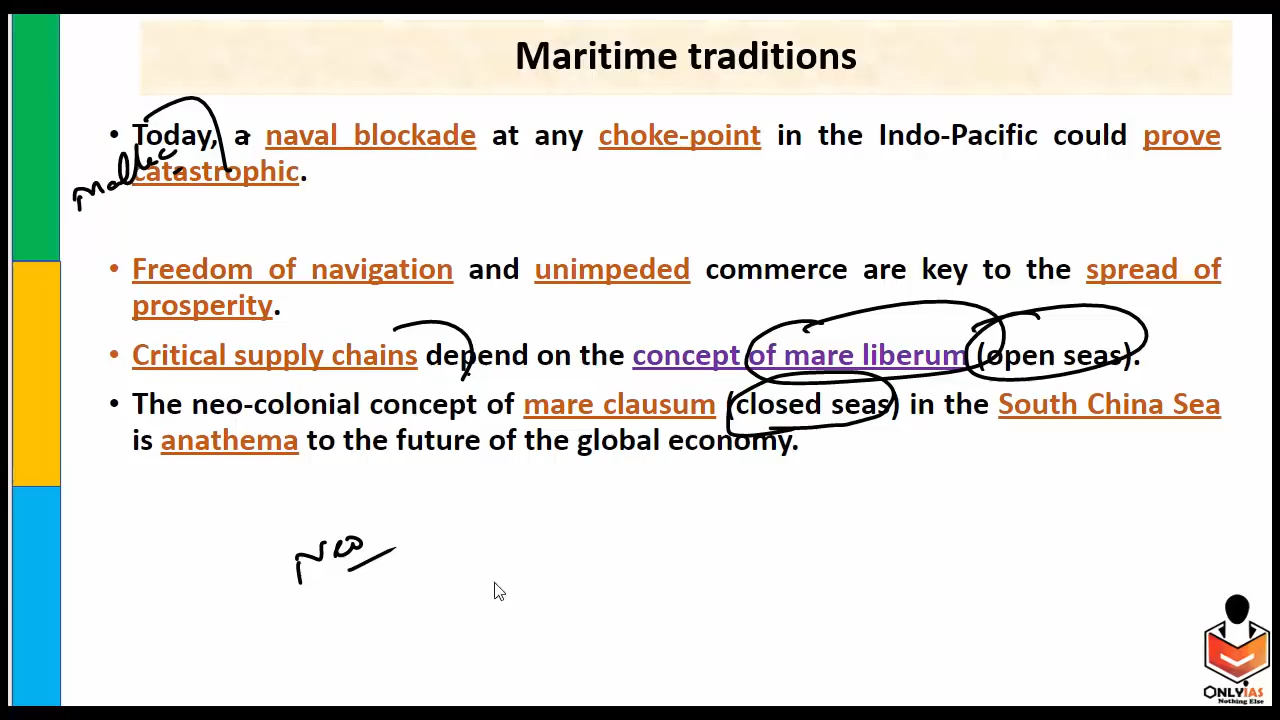 Maritime traditions
• Today, a naval blockade at any choke-point in the Indo-Pacific could prove
catastrophic.
• Freedom of navigation and unimpeded commerce are key to the spread of
prosperity.
• Critical supply chains depend on the concept of mare liberum (open seas).
• The neo-colonial concept of mare clausum (closed seas) in the South China Sea
is anathema to the future of the global economy.
Neo
ONLYIAS
Nothing Else